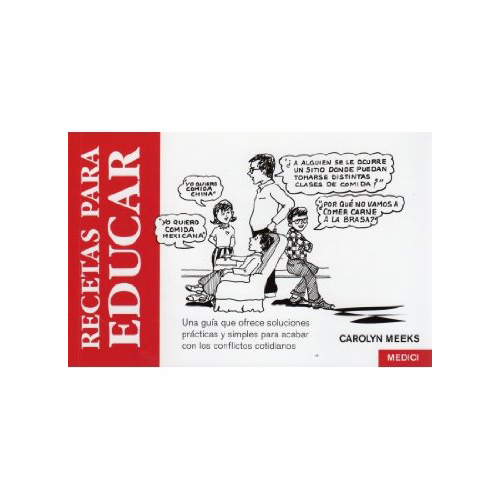 RECETAS PARA
EDUCAR
"YO QUIERO
COMIDA
CHINA"
"YO QUIERO
COMIDA
MEXICANA"
"¿A ALGUIEN SE LE OCURRE
UN SITIO DONDE PUEDAN
TOMARSE DISTINTAS
CLASES DE COMIDA?"
"¿POR QUÉ NO VAMOS A
COMER CARNE
A LA BRASA?"
Una guía que ofrece soluciones
prácticas y simples para acabar
con los conflictos cotidianos
CAROLYN MEEKS
MEDICI